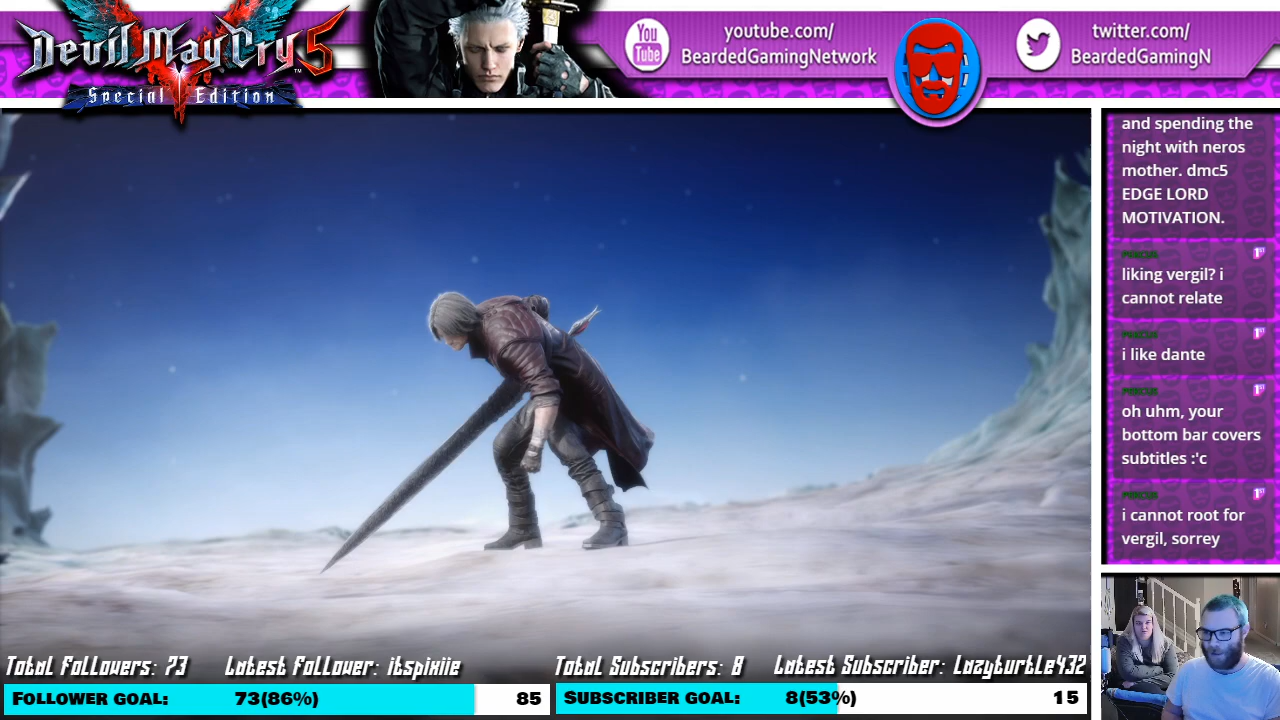 Devil May Cry 5
TM
Special Edition
You
Tube
youtube.com/
BeardedGamingNetwork
twitter.com/
BeardedGamingN
and spending the
night with neros
mother. dmc5
EDGE LORD
MOTIVATION.
liking vergil? i
cannot relate
i like dante
oh uhm, your
bottom bar covers
subtitles :'c
i cannot root for
vergil, sorrey
Total Followers: 73 Latest Follower: itspixiie
Total Subscribers: 8 Latest Subscriber: Lazyturtle432
FOLLOWER GOAL: 73(86%) 85
SUBSCRIBER GOAL: 8(53%) 15